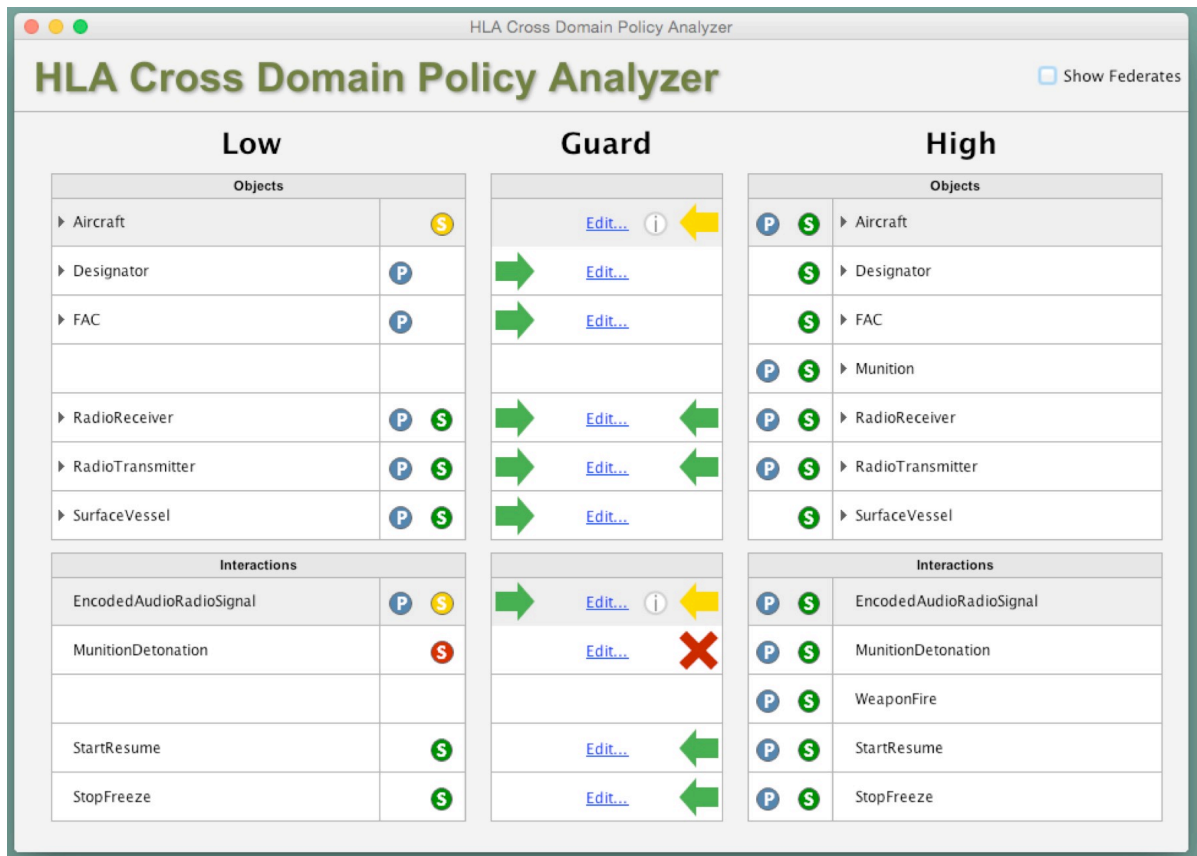 HLA Cross Domain Policy Analyzer
HLA Cross Domain Policy Analyzer
Show Federates
Low Guard High
Objects Objects
Aircraft S Edit... i P S Aircraft
Designator P Edit... S Designator
FAC P Edit... S FAC
P S Munition
RadioReceiver P S Edit... P S RadioReceiver
RadioTransmitter P S Edit... P S RadioTransmitter
SurfaceVessel P S Edit... S SurfaceVessel
Interactions Interactions
EncodedAudioRadioSignal P S Edit... i P S EncodedAudioRadioSignal
MunitionDetonation S Edit... P S MunitionDetonation
P S WeaponFire
StartResume S Edit... P S StartResume
StopFreeze S Edit... P S StopFreeze